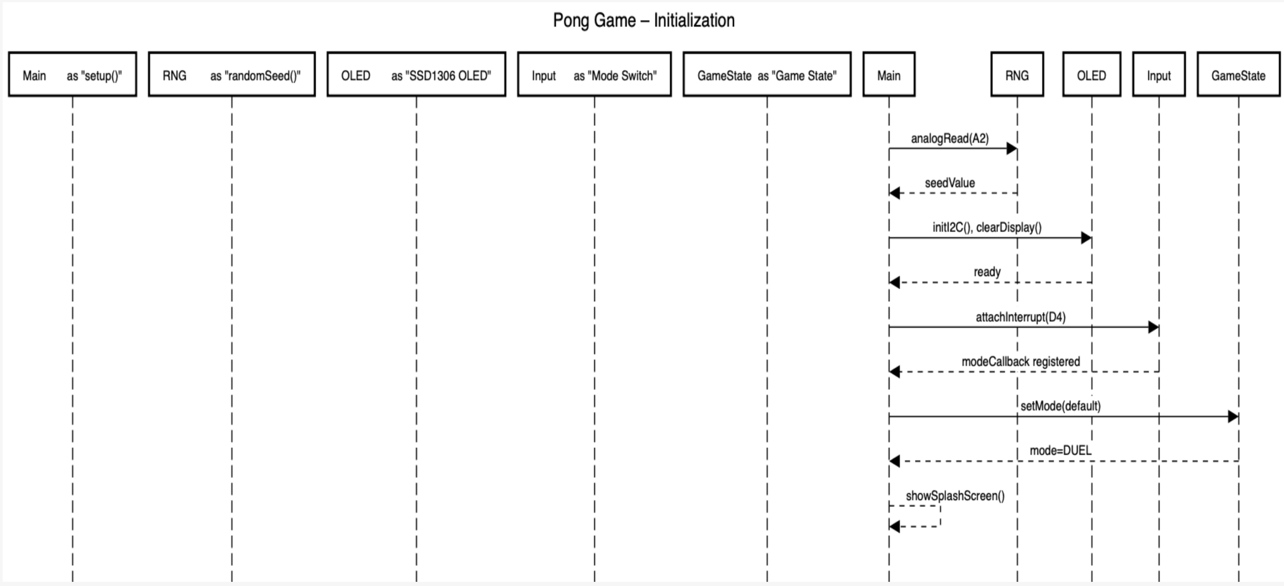 Pong Game – Initialization
Main as "setup()"
RNG as "randomSeed()"
OLED as "SSD1306 OLED"
Input as "Mode Switch"
GameState as "Game State"
Main
RNG
OLED
Input
GameState
analogRead(A2)
seedValue
initI2C(), clearDisplay()
ready
attachInterrupt(D4)
modeCallback registered
setMode(default)
mode=DUEL
showSplashScreen()